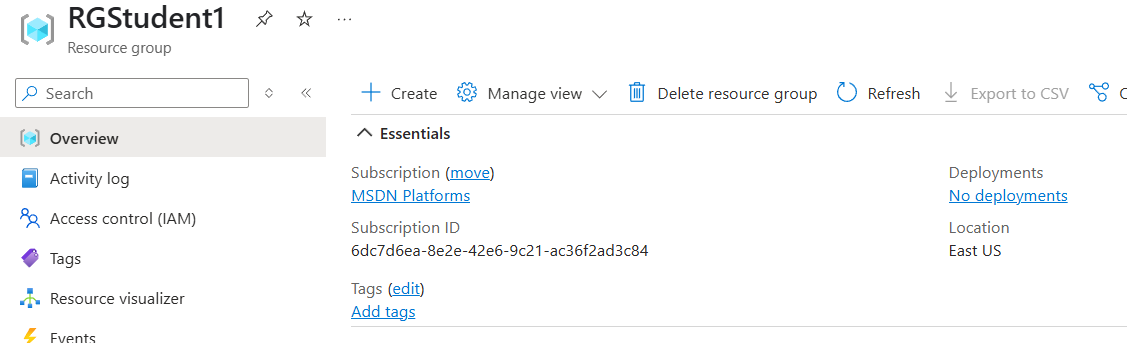 RGStudent1
Resource group
Search
Overview
Activity log
Access control (IAM)
Tags
Resource visualizer
Events
Create Manage view Delete resource group Refresh Export to CSV
Essentials
Subscription (move)
MSDN Platforms
Subscription ID
6dc7d6ea-8e2e-42e6-9c21-ac36f2ad3c84
Tags (edit)
Add tags
Deployments
No deployments
Location
East US